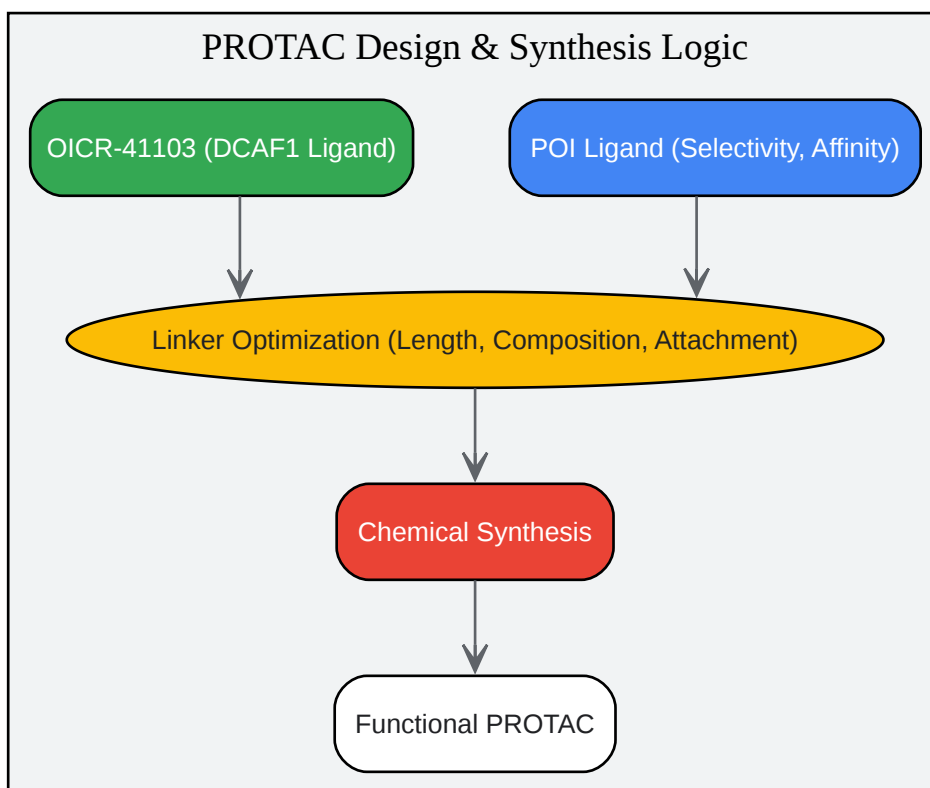 PROTAC Design & Synthesis Logic
OICR-41103 (DCAF1 Ligand)
POI Ligand (Selectivity, Affinity)
Linker Optimization (Length, Composition, Attachment)
Chemical Synthesis
Functional PROTAC